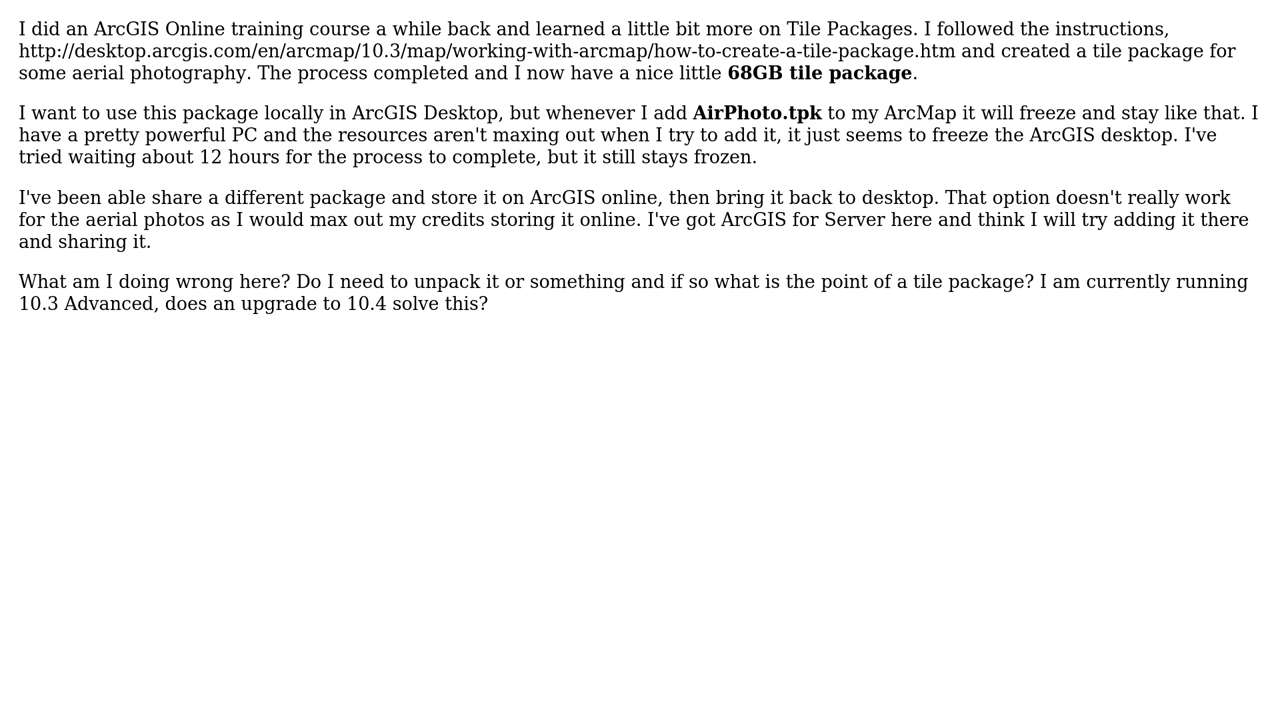 I did an ArcGIS Online training course a while back and learned a little bit more on Tile Packages. I followed the instructions,
http://desktop.arcgis.com/en/arcmap/10.3/map/working-with-arcmap/how-to-create-a-tile-package.htm and created a tile package for
some aerial photography. The process completed and I now have a nice little 68GB tile package.
I want to use this package locally in ArcGIS Desktop, but whenever I add AirPhoto.tpk to my ArcMap it will freeze and stay like that. I
have a pretty powerful PC and the resources aren't maxing out when I try to add it, it just seems to freeze the ArcGIS desktop. I've
tried waiting about 12 hours for the process to complete, but it still stays frozen.
I've been able share a different package and store it on ArcGIS online, then bring it back to desktop. That option doesn't really work
for the aerial photos as I would max out my credits storing it online. I've got ArcGIS for Server here and think I will try adding it there
and sharing it.
What am I doing wrong here? Do I need to unpack it or something and if so what is the point of a tile package? I am currently running
10.3 Advanced, does an upgrade to 10.4 solve this?